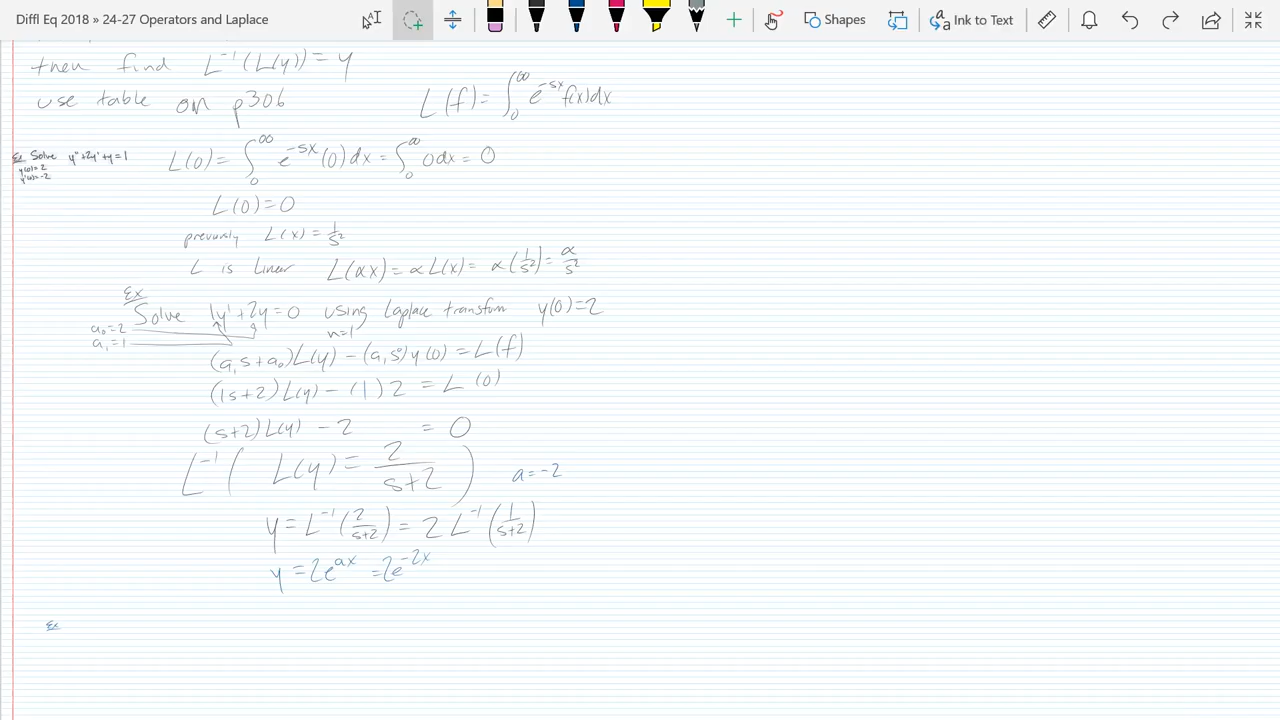 Diffl Eq 2018 » 24-27 Operators and Laplace
Shapes
Ink to Text
then find L⁻¹(L(y)) = y
use table on p306
L(f) = ∫₀^∞ e^(-sx) f(x)dx
Ex Solve y'' + 2y' + y = 1
y(0) = 2
y'(0) = -2
L(0) = ∫₀^∞ e^(-sx) (0) dx = ∫₀^∞ 0dx = 0
L(0) = 0
previously L(x) = 1/s²
L is linear L(αx) = αL(x) = α(1/s²) = α/s²
Ex
Solve 1y' + 2y = 0 using Laplace transform y(0) = 2
n=1
a₀ = 2
a₁ = 1
(a₁s + a₀)L(y) - (a₁s⁰)y(0) = L(f)
(1s+2)L(y) - (1)2 = L(0)
(s+2)L(y) - 2 = 0
L⁻¹( L(y) = 2/(s+2) ) a = -2
y = L⁻¹(2/(s+2)) = 2 L⁻¹(1/(s+2))
y = 2e^(ax) = 2e^(-2x)
Ex